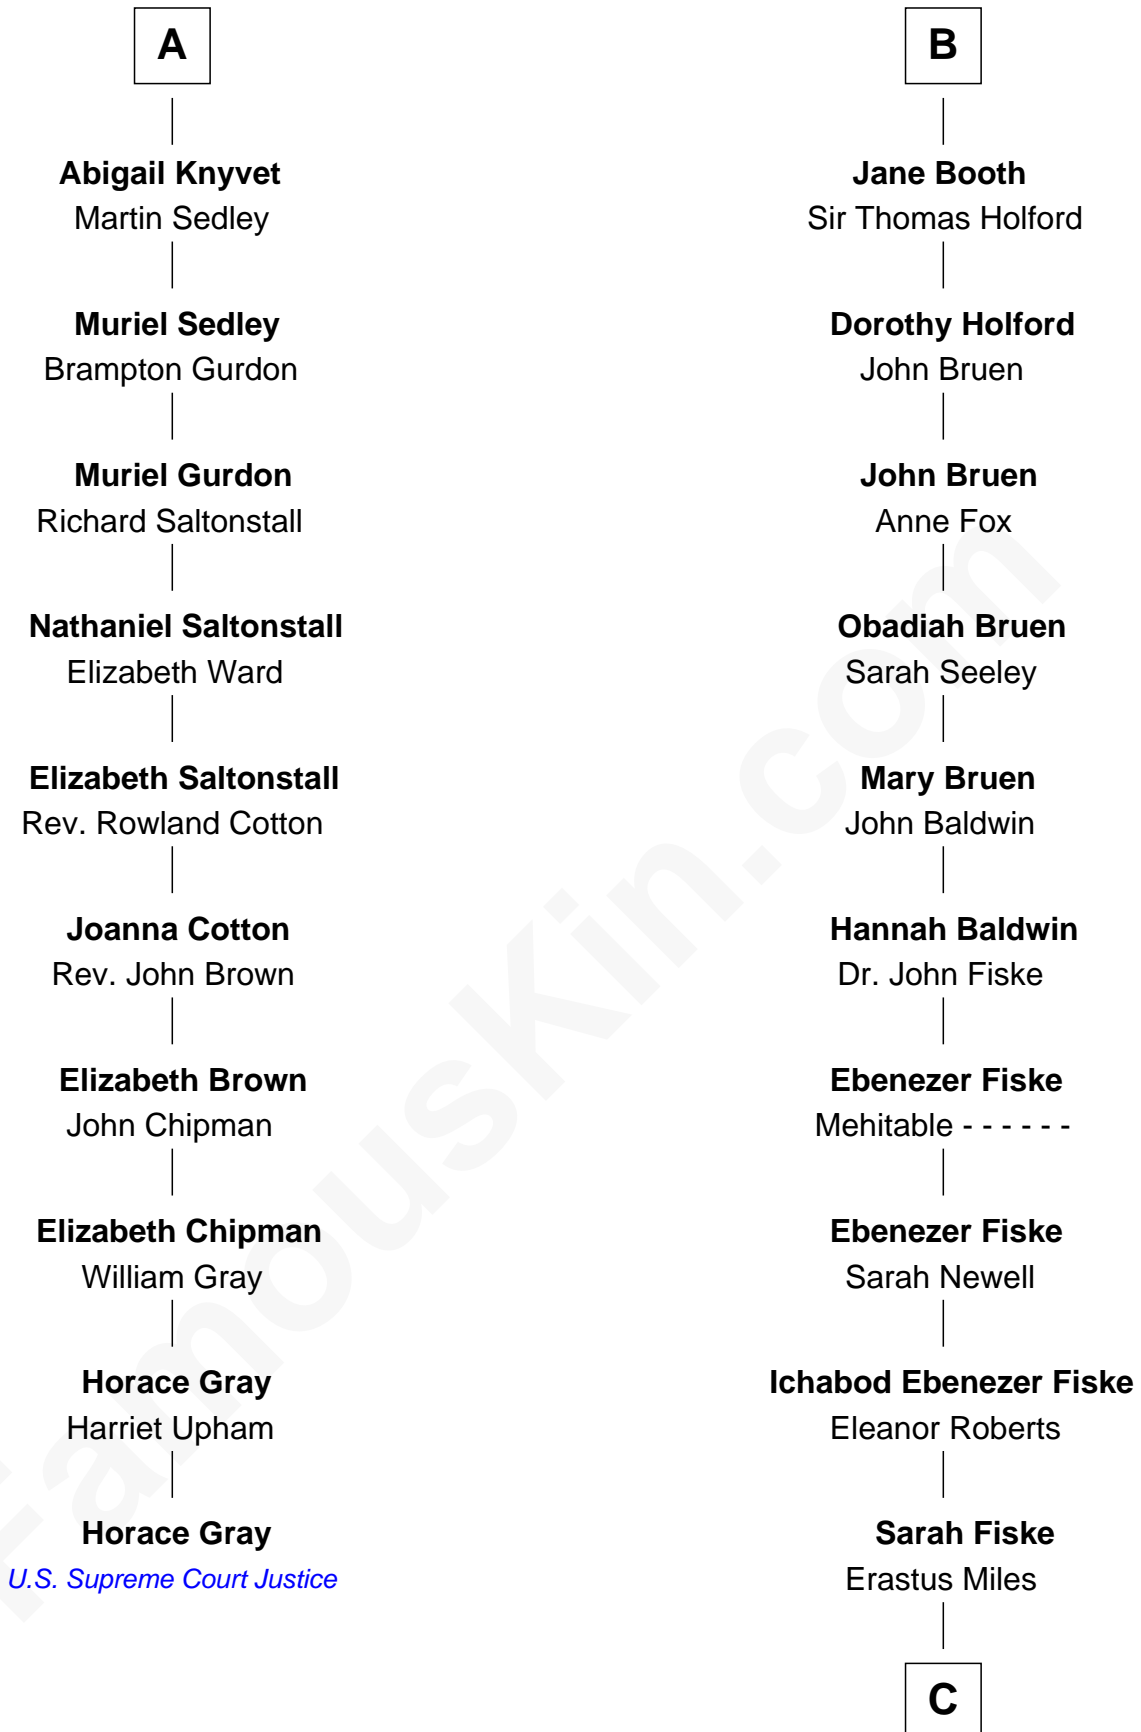 A
Abigail Knyvet
Martin Sedley
Muriel Sedley
Brampton Gurdon
Muriel Gurdon
Richard Saltonstall
Nathaniel Saltonstall
Elizabeth Ward
Elizabeth Saltonstall
Rev. Rowland Cotton
Joanna Cotton
Rev. John Brown
Elizabeth Brown
John Chipman
Elizabeth Chipman
William Gray
Horace Gray
Harriet Upham
Horace Gray
U.S. Supreme Court Justice
B
Jane Booth
Sir Thomas Holford
Dorothy Holford
John Bruen
John Bruen
Anne Fox
Obadiah Bruen
Sarah Seeley
Mary Bruen
John Baldwin
Hannah Baldwin
Dr. John Fiske
Ebenezer Fiske
Mehitable - - - - - -
Ebenezer Fiske
Sarah Newell
Ichabod Ebenezer Fiske
Eleanor Roberts
Sarah Fiske
Erastus Miles
C
FamousKin.com